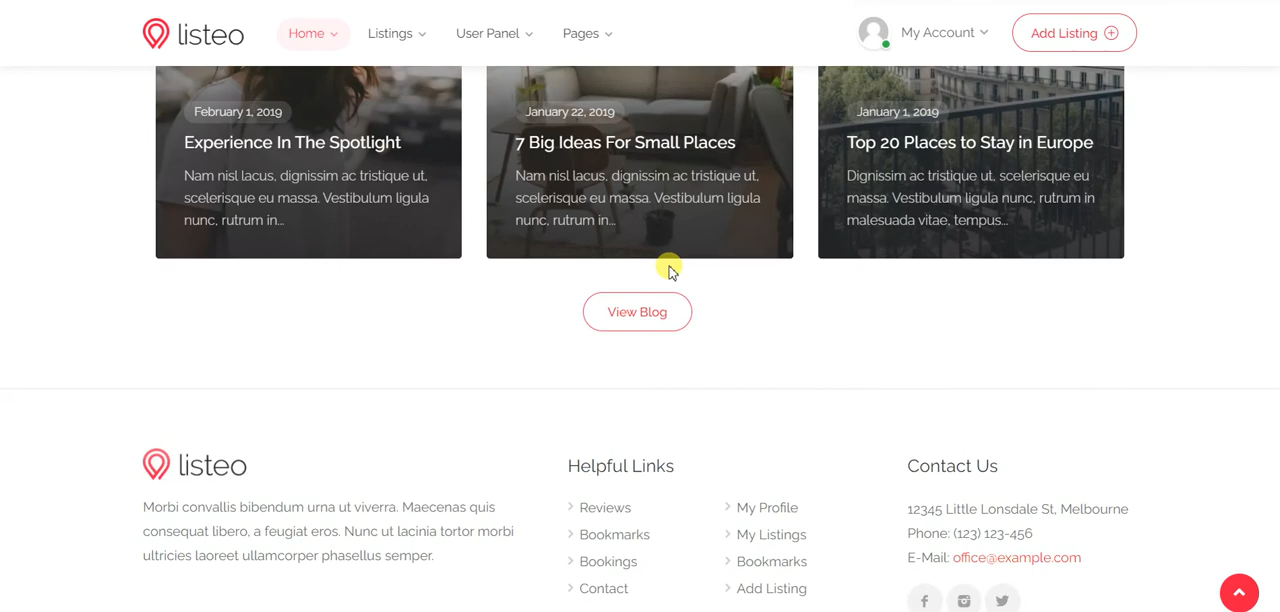 listeo
Home
Listings
User Panel
Pages
My Account
Add Listing
February 1, 2019
Experience In The Spotlight
Nam nisl lacus, dignissim ac tristique ut,
scelerisque eu massa. Vestibulum ligula
nunc, rutrum in...
January 22, 2019
7 Big Ideas For Small Places
Nam nisl lacus, dignissim ac tristique ut,
scelerisque eu massa. Vestibulum ligula
nunc, rutrum in...
January 1, 2019
Top 20 Places to Stay in Europe
Dignissim ac tristique ut, scelerisque eu
massa. Vestibulum ligula nunc, rutrum in
malesuada vitae, tempus...
View Blog
listeo
Morbi convallis bibendum urna ut viverra. Maecenas quis
consequat libero, a feugiat eros. Nunc ut lacinia tortor morbi
ultricies laoreet ullamcorper phasellus semper.
Helpful Links
Reviews
Bookmarks
Bookings
Contact
My Profile
My Listings
Bookmarks
Add Listing
Contact Us
12345 Little Lonsdale St, Melbourne
Phone: (123) 123-456
E-Mail: office@example.com